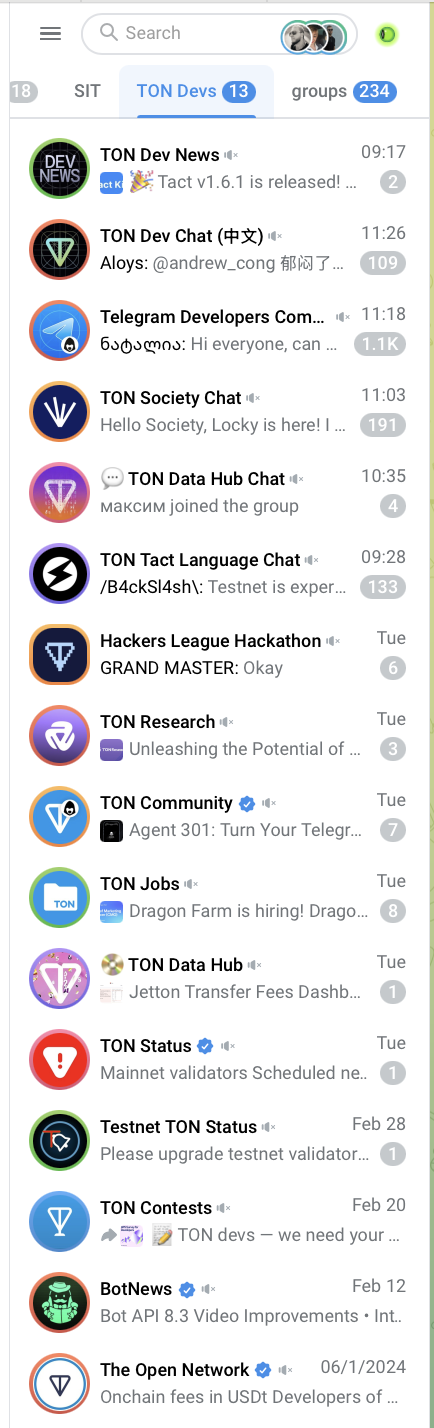 Search
18 SIT TON Devs 13 groups 234
DEV NEWS TON Dev News 09:17
🎉 Tact v1.6.1 is released! ... 2
TON Dev Chat (中文) 11:26
Aloys: @andrew_cong 郁闷了... 109
Telegram Developers Com... 11:18
ნატალია: Hi everyone, can ... 1.1K
TON Society Chat 11:03
Hello Society, Locky is here! I ... 191
💬 TON Data Hub Chat 10:35
максим joined the group 4
TON Tact Language Chat 09:28
/B4ckSl4sh\: Testnet is exper... 133
Hackers League Hackathon Tue
GRAND MASTER: Okay 6
TON Research Tue
Unleashing the Potential of ... 3
TON Community Tue
Agent 301: Turn Your Telegr... 7
TON TON Jobs Tue
Dragon Farm is hiring! Drago... 8
📀 TON Data Hub Tue
Jetton Transfer Fees Dashb... 1
TON Status Tue
Mainnet validators Scheduled ne.. 1
Testnet TON Status Feb 28
Please upgrade testnet validator... 1
TON Contests Feb 20
📝 TON devs — we need your ...
BotNews Feb 12
Bot API 8.3 Video Improvements • Int..
The Open Network 06/1/2024
Onchain fees in USDt Developers of ...